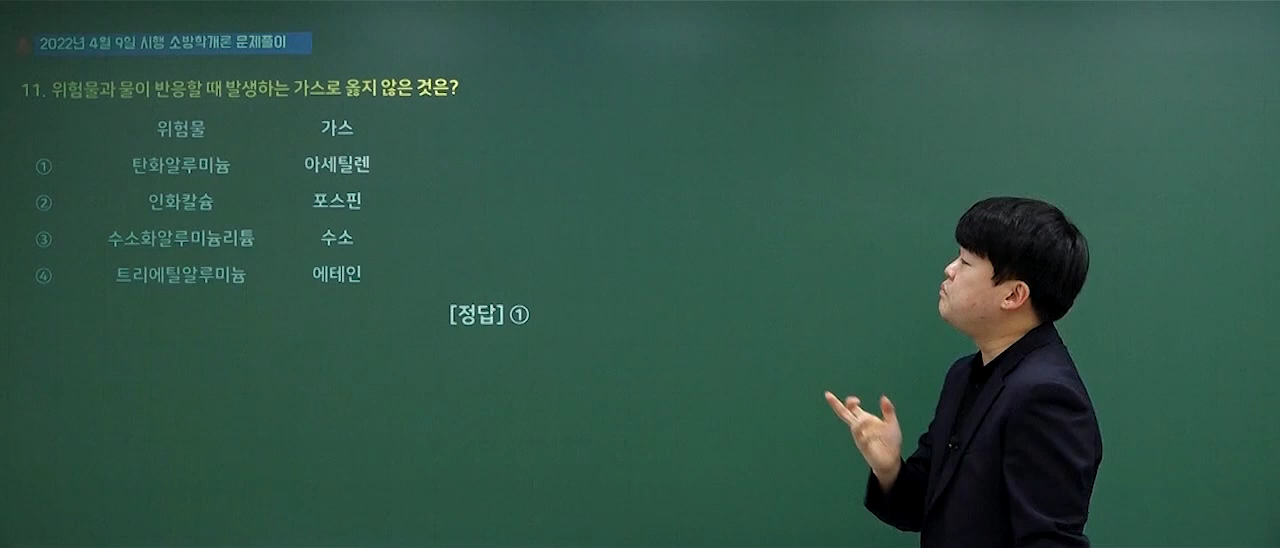 2022년 4월 9일 시행 소방학개론 문제풀이
11. 위험물과 물이 반응할 때 발생하는 가스로 옳지 않은 것은?
위험물 가스
① 탄화알루미늄 아세틸렌
② 인화칼슘 포스핀
③ 수소화알루미늄리튬 수소
④ 트리에틸알루미늄 에테인
[정답] ①